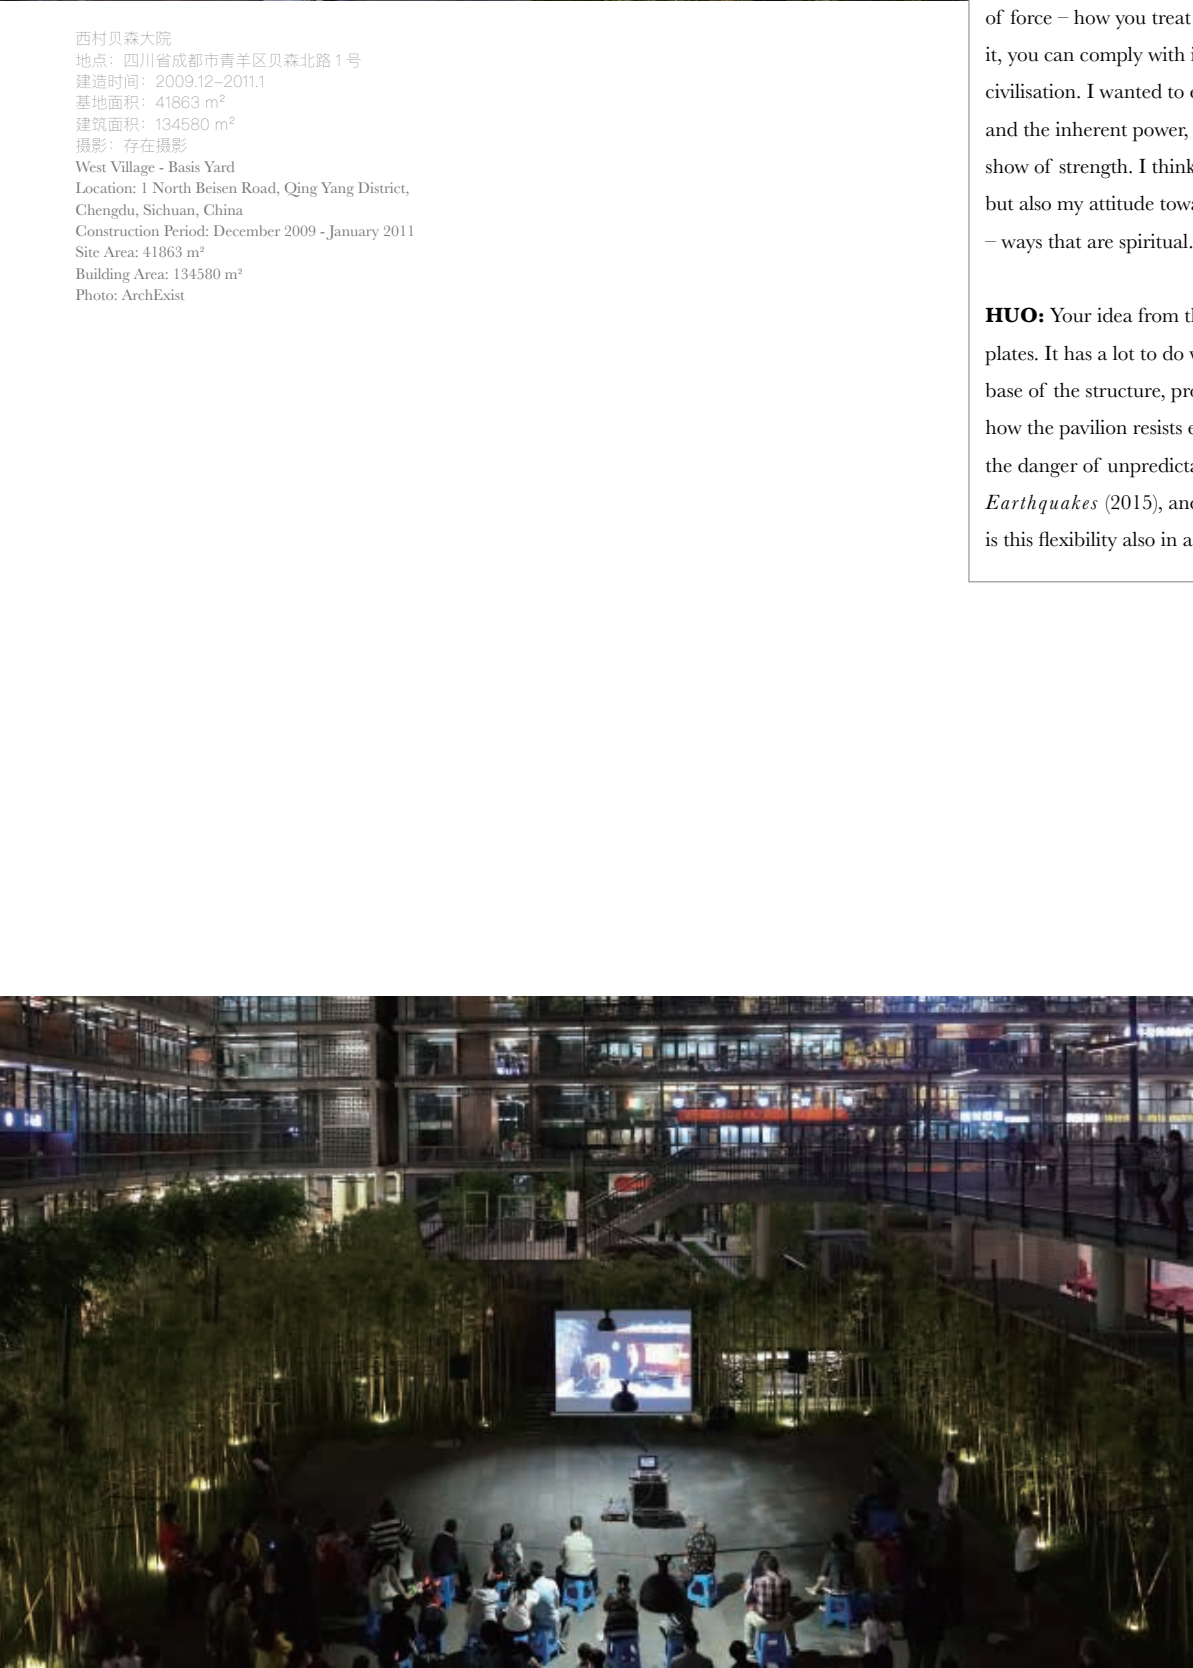 西村贝森大院
地点：四川省成都市青羊区贝森北路 1 号
建造时间：2009.12–2011.1
基地面积：41863 m²
建筑面积：134580 m²
摄影：存在摄影
West Village - Basis Yard
Location: 1 North Beisen Road, Qing Yang District,
Chengdu, Sichuan, China
Construction Period: December 2009 - January 2011
Site Area: 41863 m²
Building Area: 134580 m²
Photo: ArchExist
of force – how you treat
it, you can comply with
civilisation. I wanted to
and the inherent power,
show of strength. I think
but also my attitude
– ways that are spiritual.
HUO: Your idea from
plates. It has a lot to do
base of the structure,
how the pavilion resists
the danger of
Earthquakes (2015),
is this flexibility also in